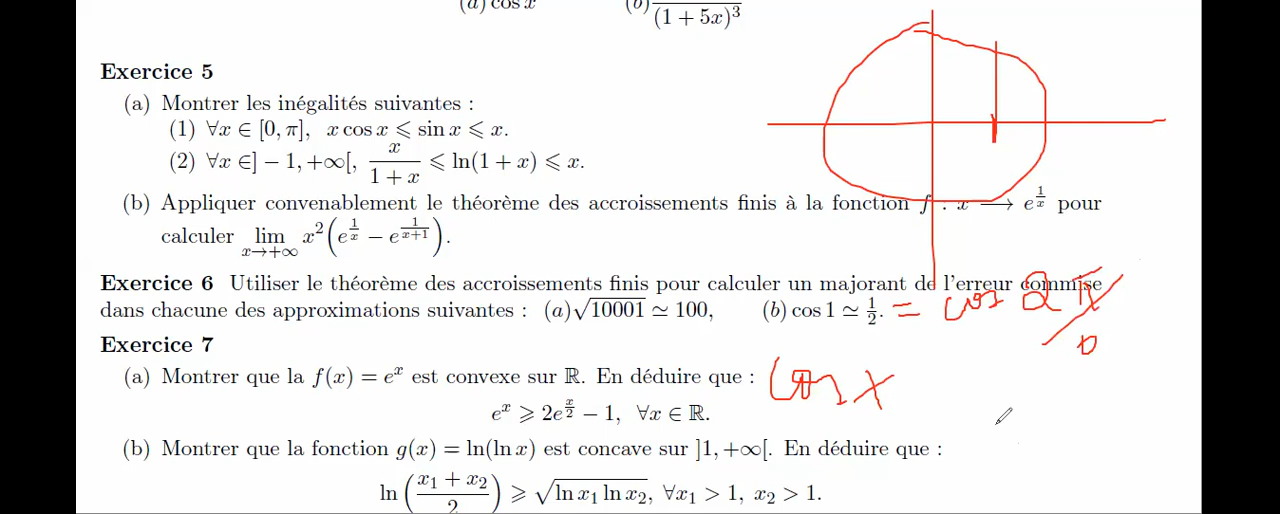 (a) cos x (b) (1 + 5x)³
Exercice 5
(a) Montrer les inégalités suivantes :
(1) ∀x ∈ [0, π], x cos x ⩽ sin x ⩽ x.
(2) ∀x ∈] − 1, +∞[, x/(1 + x) ⩽ ln(1 + x) ⩽ x.
(b) Appliquer convenablement le théorème des accroissements finis à la fonction f : x ⟶ e^(1/x) pour
calculer lim_(x→+∞) x²(e^(1/x) − e^(1/(x+1))).
Exercice 6 Utiliser le théorème des accroissements finis pour calculer un majorant de l'erreur commise
dans chacune des approximations suivantes : (a)√10001 ≃ 100, (b) cos 1 ≃ 1/2. = cos
Exercice 7
(a) Montrer que la f(x) = e^x est convexe sur ℝ. En déduire que : cos x
e^x ⩾ 2e^(x/2) − 1, ∀x ∈ ℝ.
(b) Montrer que la fonction g(x) = ln(ln x) est concave sur ]1, +∞[. En déduire que :
ln((x₁ + x₂)/2) ⩾ √(ln x₁ ln x₂), ∀x₁ > 1, x₂ > 1.